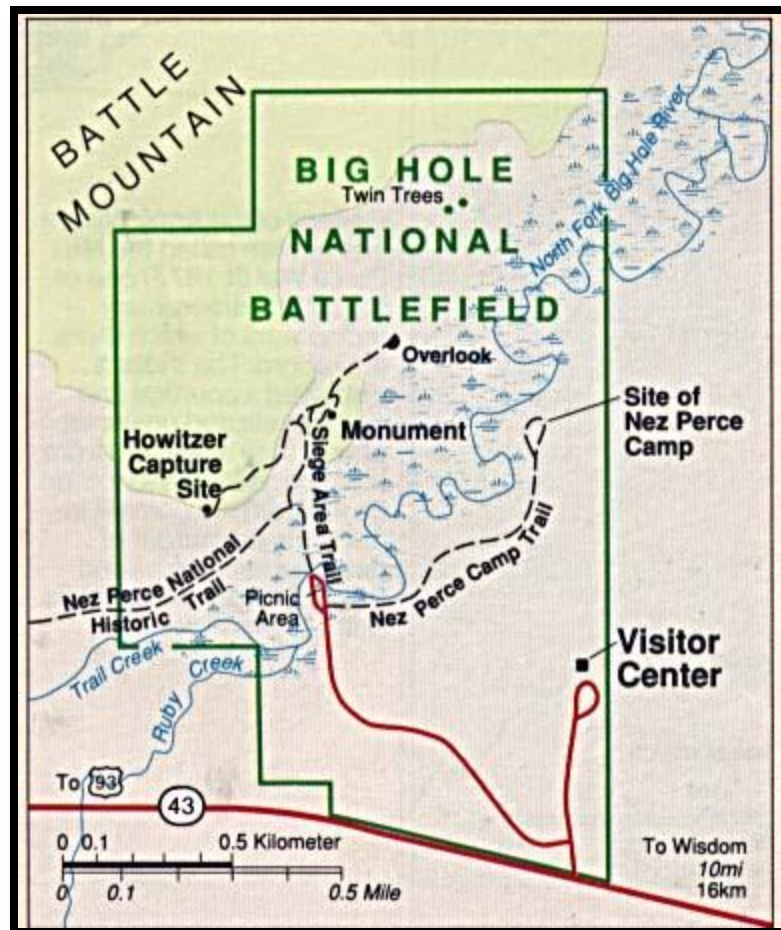 BATTLE
MOUNTAIN
BIG HOLE
Twin Trees
NATIONAL
BATTLEFIELD
North Fork Big Hole River
Overlook
Site of
Nez Perce
Camp
Monument
Howitzer
Capture
Site
Siege Area Trail
Nez Perce National
Historic Trail
Picnic
Area
Nez Perce Camp Trail
Trail Creek
Ruby Creek
Visitor
Center
To 93
43
0 0.1 0.5 Kilometer
0 0.1 0.5 Mile
To Wisdom
10mi
16km